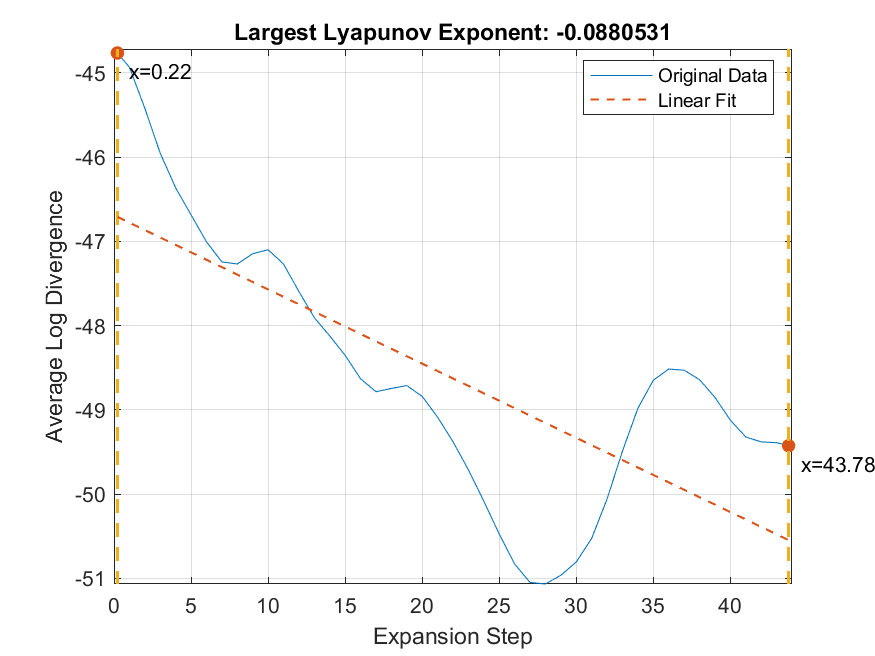 Largest Lyapunov Exponent: -0.0880531
x=0.22
Original Data
Linear Fit
-45
-46
-47
-48
-49
-50
-51
Average Log Divergence
x=43.78
0 5 10 15 20 25 30 35 40
Expansion Step